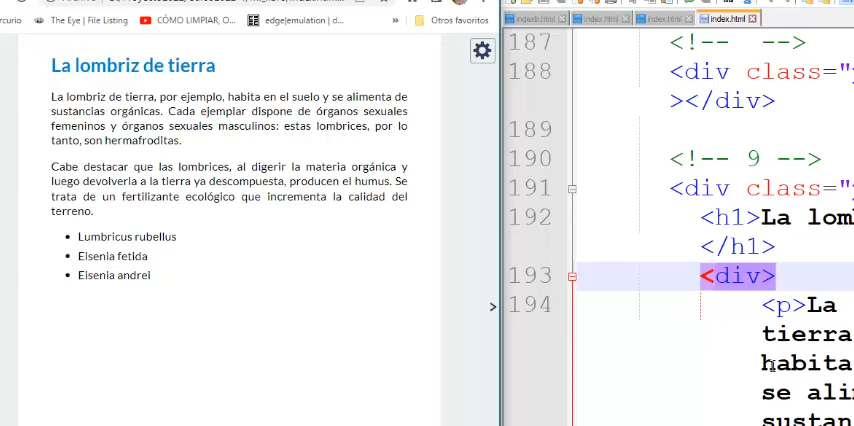 rcurio The Eye | File Listing CÓMO LIMPIAR, O... edge|emulation | d... » Otros favoritos
indexb.html index.html index.html index.html
La lombriz de tierra
La lombriz de tierra, por ejemplo, habita en el suelo y se alimenta de
sustancias orgánicas. Cada ejemplar dispone de órganos sexuales
femeninos y órganos sexuales masculinos: estas lombrices, por lo
tanto, son hermafroditas.
Cabe destacar que las lombrices, al digerir la materia orgánica y
luego devolverla a la tierra ya descompuesta, producen el humus. Se
trata de un fertilizante ecológico que incrementa la calidad del
terreno.
Lumbricus rubellus
Eisenia fetida
Eisenia andrei
187 <!-- -->
188 <div class="
></div>
189
190 <!-- 9 -->
191 <div class="
192 <h1>La lom
</h1>
193 <div>
194 <p>La
tierra
habita
se ali
sustan